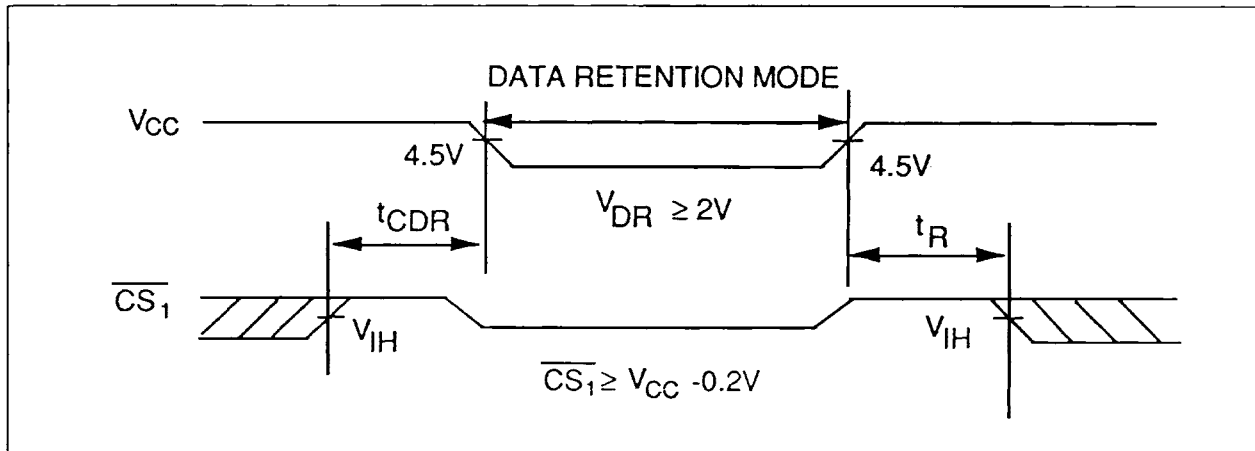 DATA RETENTION MODE
VCC
4.5V
4.5V
VDR ≥ 2V
tCDR
tR
CS1
VIH
VIH
CS1 ≥ VCC -0.2V